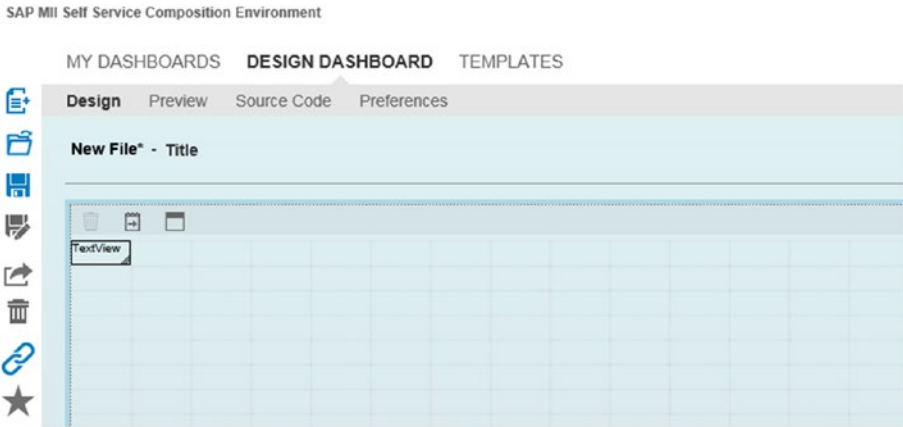 SAP MII Self Service Composition Environment
MY DASHBOARDS DESIGN DASHBOARD TEMPLATES
Design Preview Source Code Preferences
New File* - Title
TextView